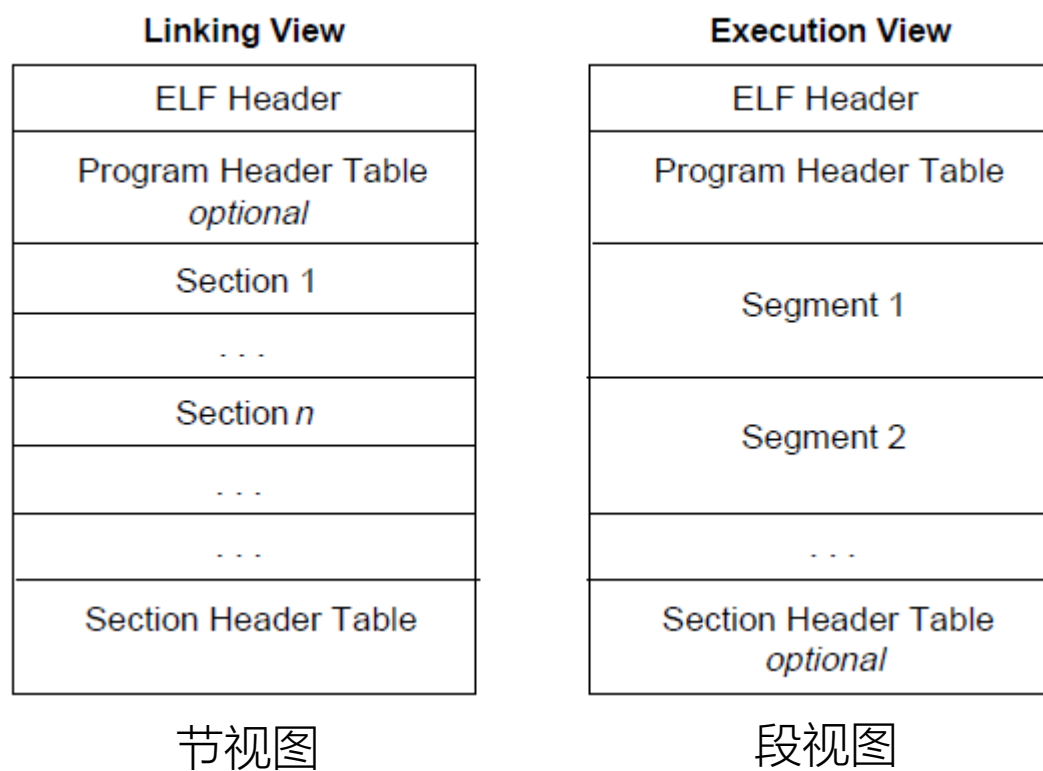 Linking View
ELF Header
Program Header Table
optional
Section 1
. . .
Section n
. . .
. . .
Section Header Table
节视图
Execution View
ELF Header
Program Header Table
Segment 1
Segment 2
. . .
Section Header Table
optional
段视图